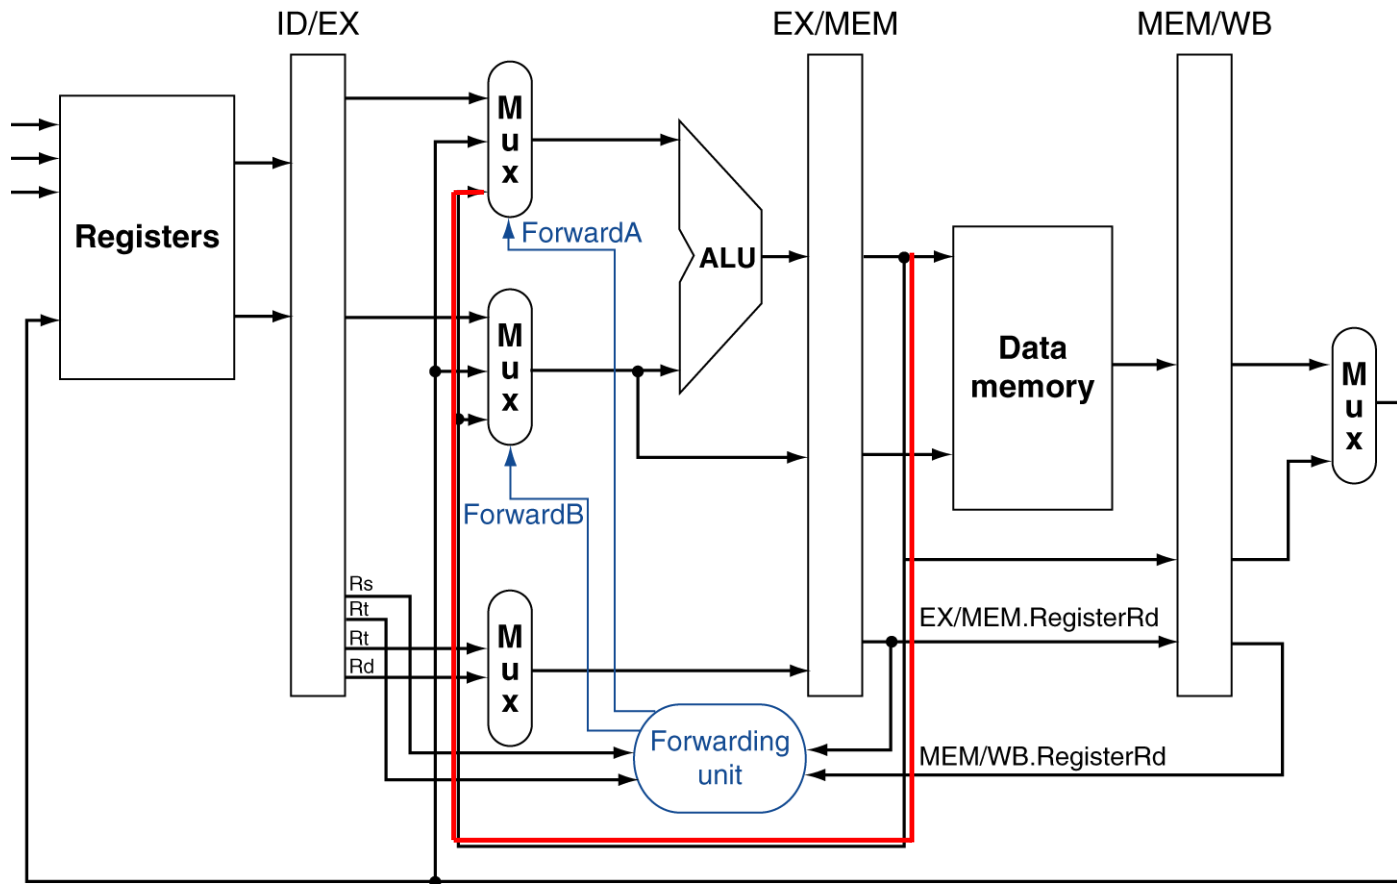 ID/EX
EX/MEM
MEM/WB
M
u
x
Registers
ForwardA
ALU
M
u
x
Data
memory
M
u
x
ForwardB
Rs
Rt
Rt
Rd
M
u
x
EX/MEM.RegisterRd
Forwarding
unit
MEM/WB.RegisterRd